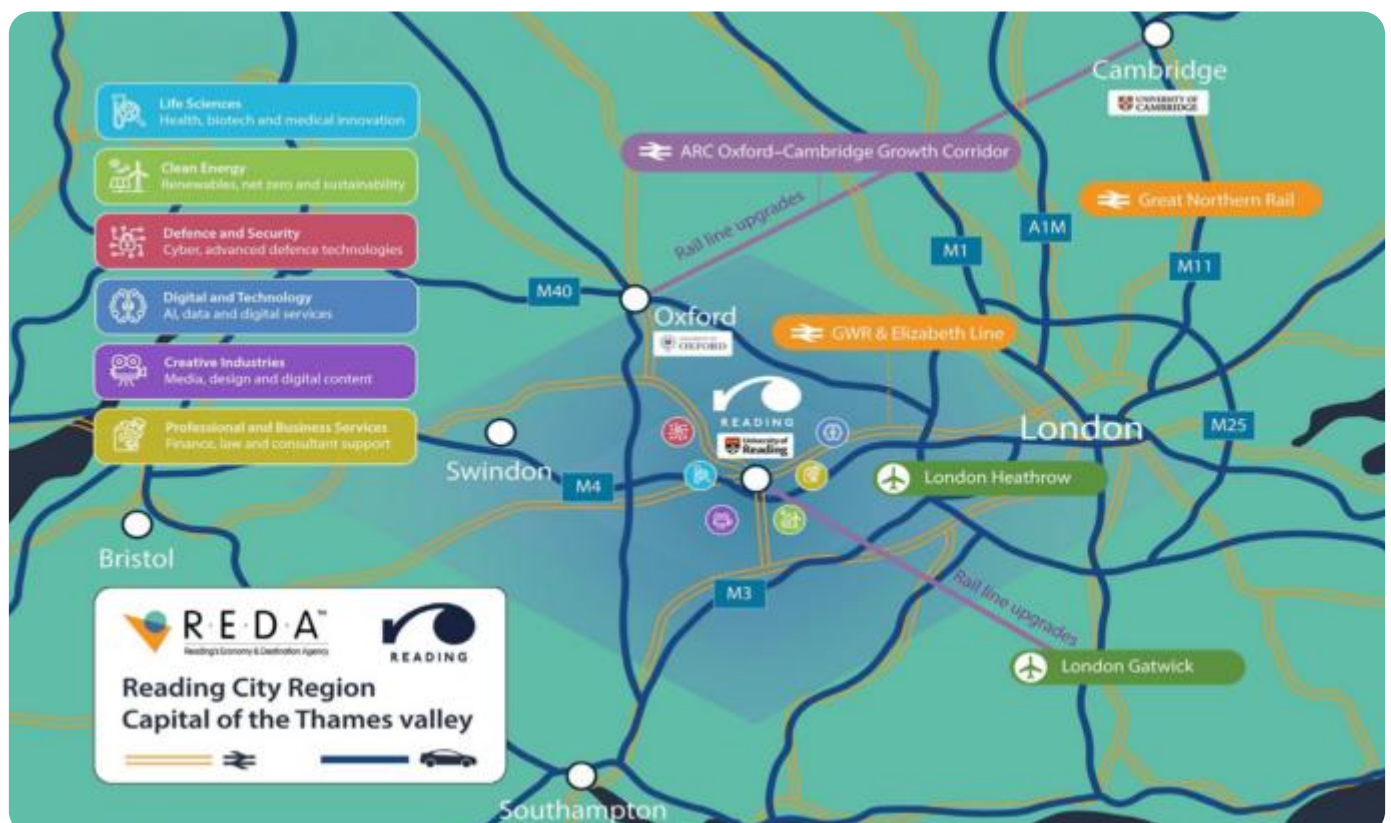 Life Sciences
Health, biotech and medical innovation
Clean Energy
Renewables, net zero and sustainability
Defence and Security
Cyber, advanced defence technologies
Digital and Technology
AI, data and digital services
Creative Industries
Media, design and digital content
Professional and Business Services
Finance, law and consultant support
Cambridge
UNIVERSITY OF
CAMBRIDGE
ARC Oxford–Cambridge Growth Corridor
Great Northern Rail
Rail line upgrades
A1M
M1
M11
M40
Oxford
UNIVERSITY OF
OXFORD
GWR & Elizabeth Line
READING
University of
Reading
London
M25
Swindon
M4
London Heathrow
Bristol
M3
Rail line upgrades
London Gatwick
R·E·D·A™
Reading's Economy & Destination Agency
READING
Reading City Region
Capital of the Thames valley
Southampton